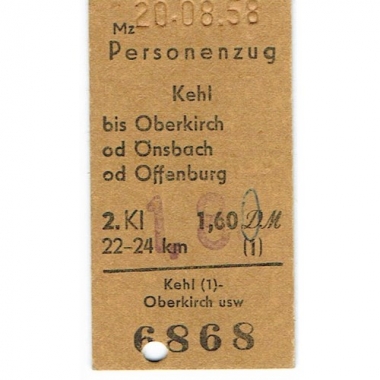 20.08.58
Mz
Personenzug
Kehl
bis Oberkirch
od Önsbach
od Offenburg
2. Kl 1,60 DM
22-24 km (1)
Kehl (1)-
Oberkirch usw
6868